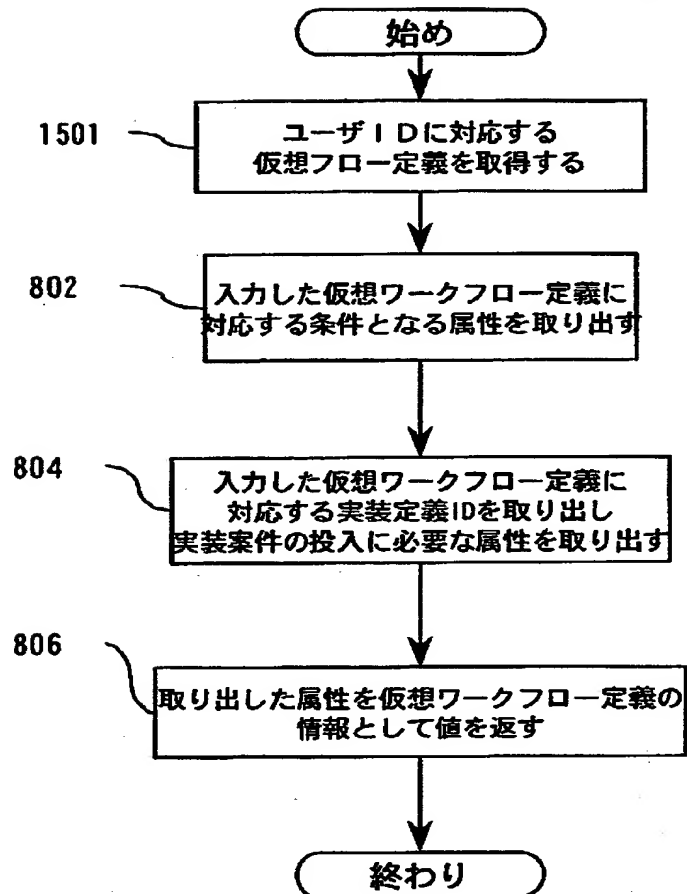 始め
1501
ユーザIDに対応する
仮想フロー定義を取得する
802
入力した仮想ワークフロー定義に
対応する条件となる属性を取り出す
804
入力した仮想ワークフロー定義に
対応する実装定義IDを取り出し
実装案件の投入に必要な属性を取り出す
806
取り出した属性を仮想ワークフロー定義の
情報として値を返す
終わり